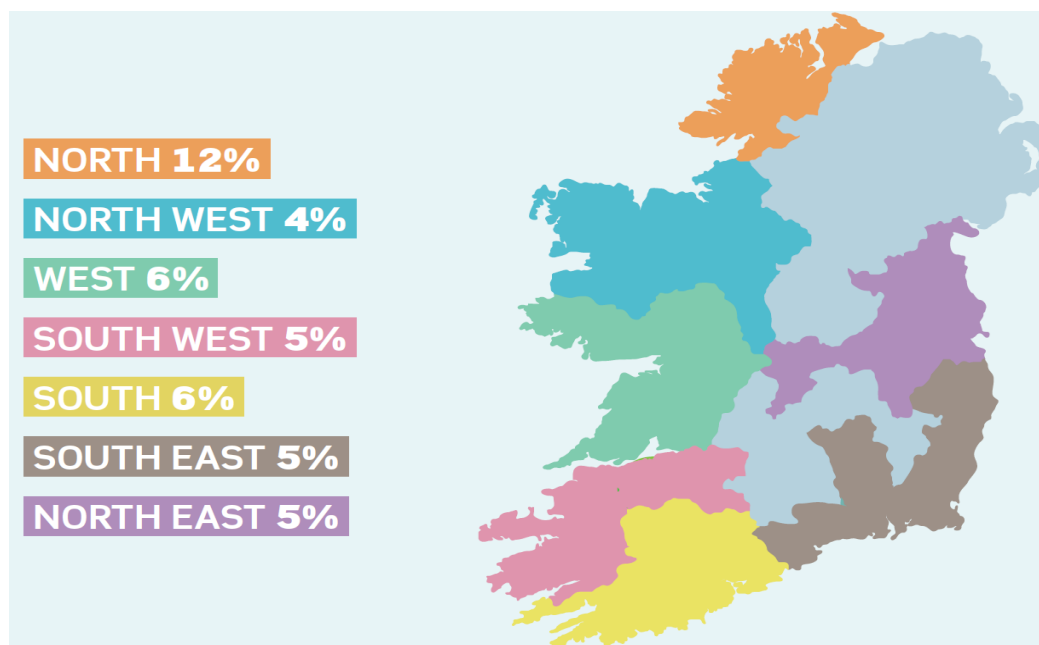 NORTH 12%
NORTH WEST 4%
WEST 6%
SOUTH WEST 5%
SOUTH 6%
SOUTH EAST 5%
NORTH EAST 5%